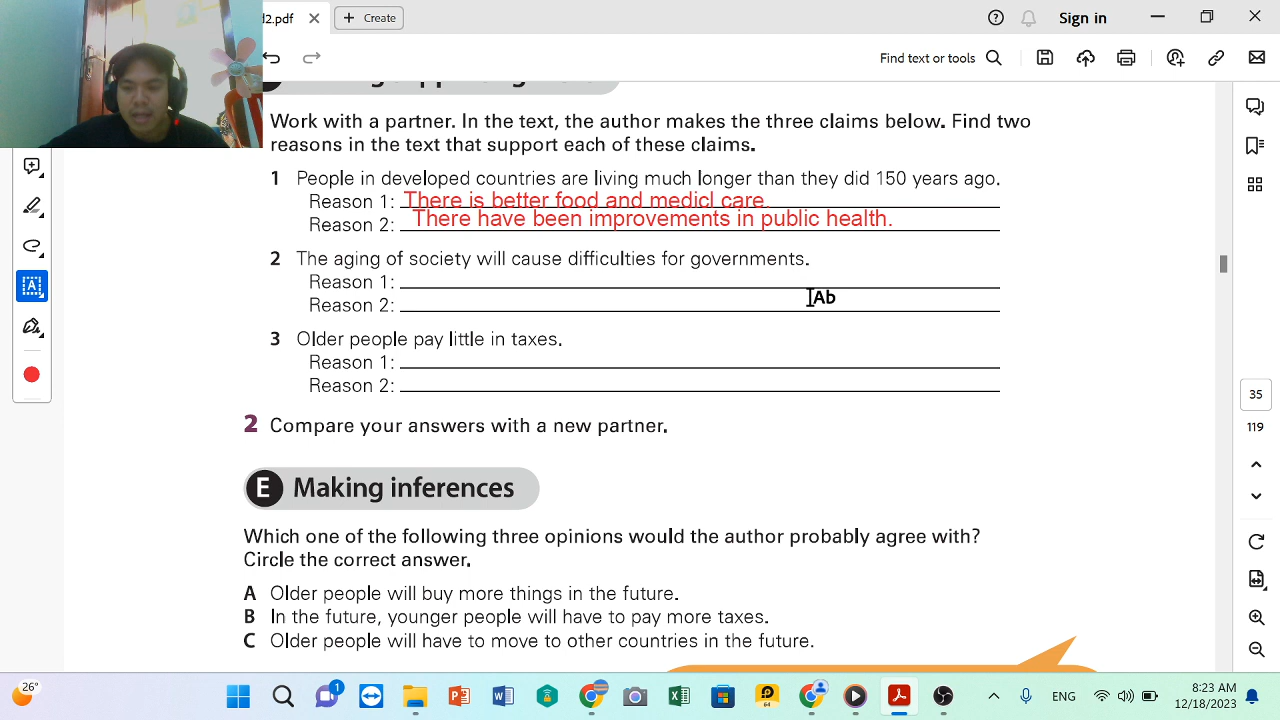 d2.pdf
Create
Sign in
Find text or tools
Work with a partner. In the text, the author makes the three claims below. Find two
reasons in the text that support each of these claims.
1 People in developed countries are living much longer than they did 150 years ago.
Reason 1: There is better food and medicl care.
Reason 2: There have been improvements in public health.
2 The aging of society will cause difficulties for governments.
Reason 1:
Reason 2:
Ab
3 Older people pay little in taxes.
Reason 1:
Reason 2:
2 Compare your answers with a new partner.
E Making inferences
Which one of the following three opinions would the author probably agree with?
Circle the correct answer.
A Older people will buy more things in the future.
B In the future, younger people will have to pay more taxes.
C Older people will have to move to other countries in the future.
35
119
26°
1
64
ENG
8:23 AM
12/18/2023